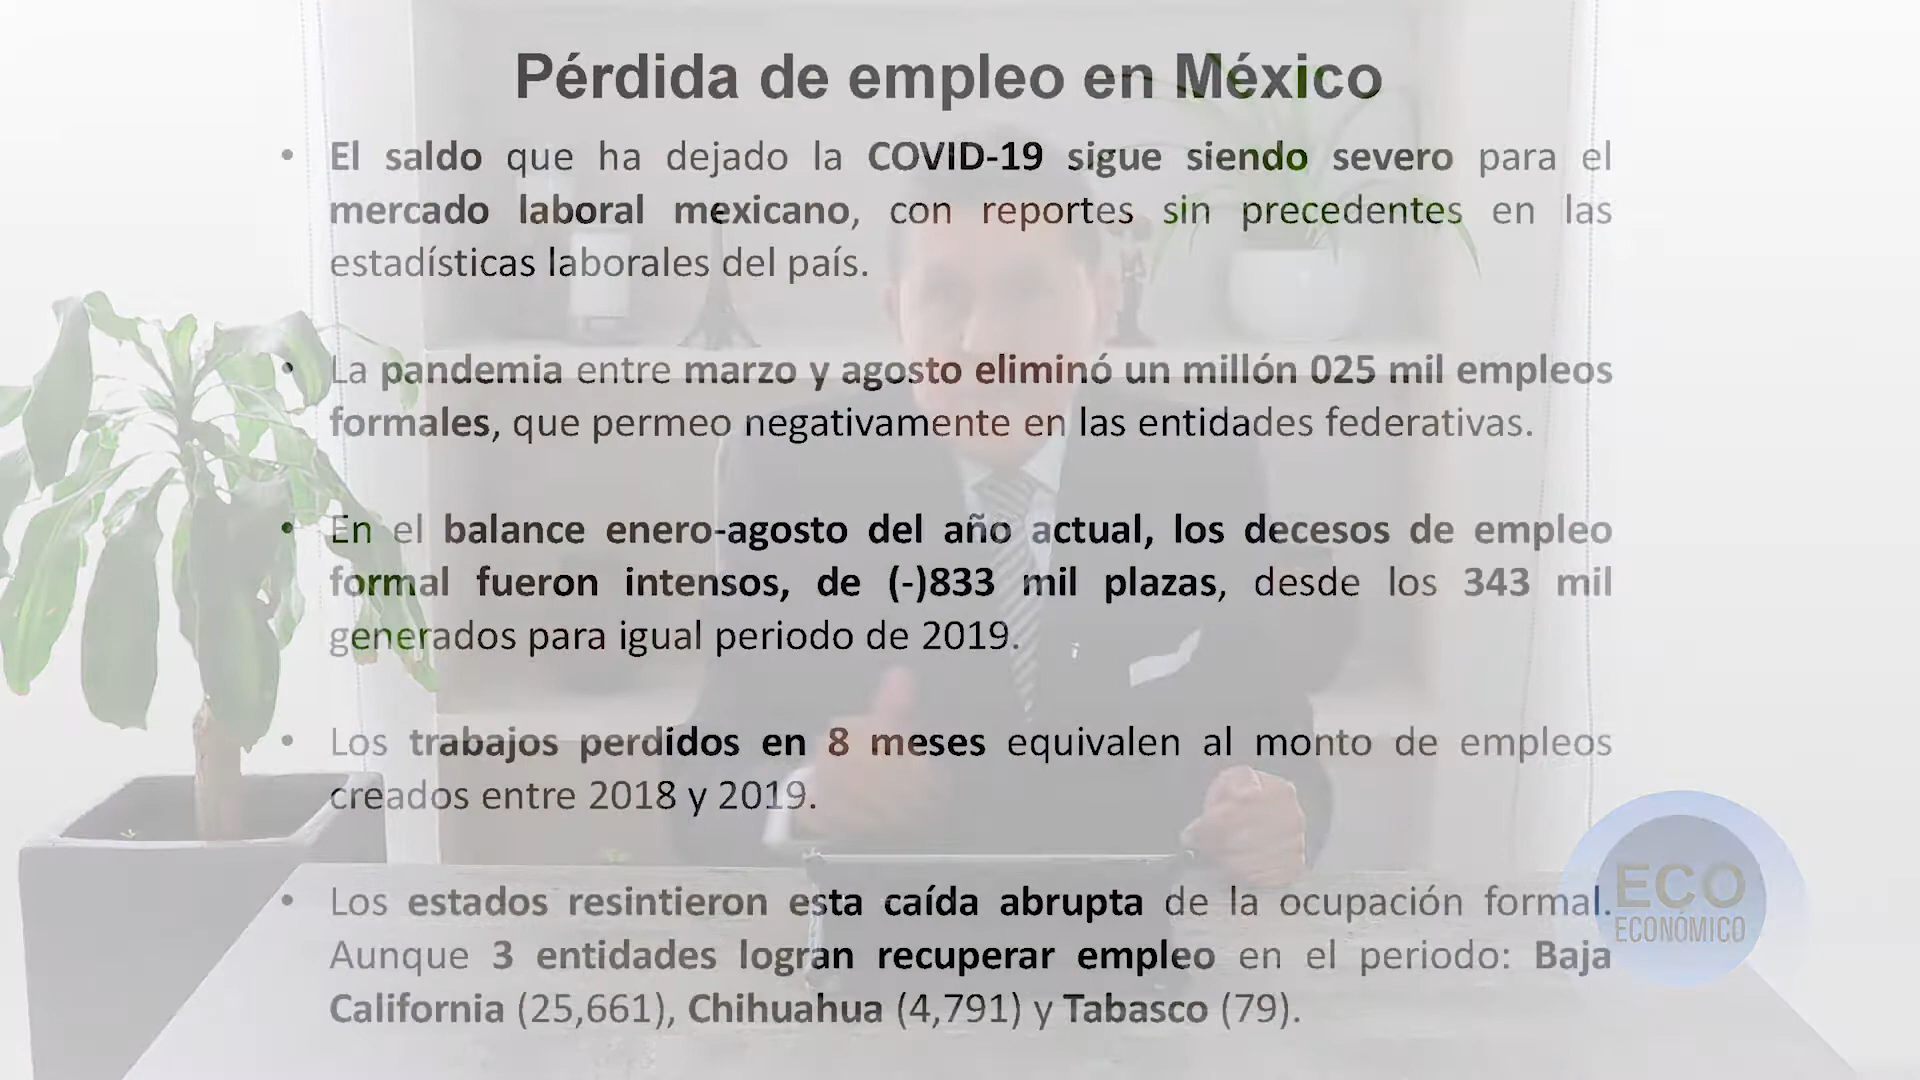 Pérdida de empleo en México
• El saldo que ha dejado la COVID-19 sigue siendo severo para el
mercado laboral mexicano, con reportes sin precedentes en las
estadísticas laborales del país.
• La pandemia entre marzo y agosto eliminó un millón 025 mil empleos
formales, que permeo negativamente en las entidades federativas.
• En el balance enero-agosto del año actual, los decesos de empleo
formal fueron intensos, de (-)833 mil plazas, desde los 343 mil
generados para igual periodo de 2019.
• Los trabajos perdidos en 8 meses equivalen al monto de empleos
creados entre 2018 y 2019.
• Los estados resintieron esta caída abrupta de la ocupación formal.
Aunque 3 entidades logran recuperar empleo en el periodo: Baja
California (25,661), Chihuahua (4,791) y Tabasco (79).
ECO
ECONÓMICO